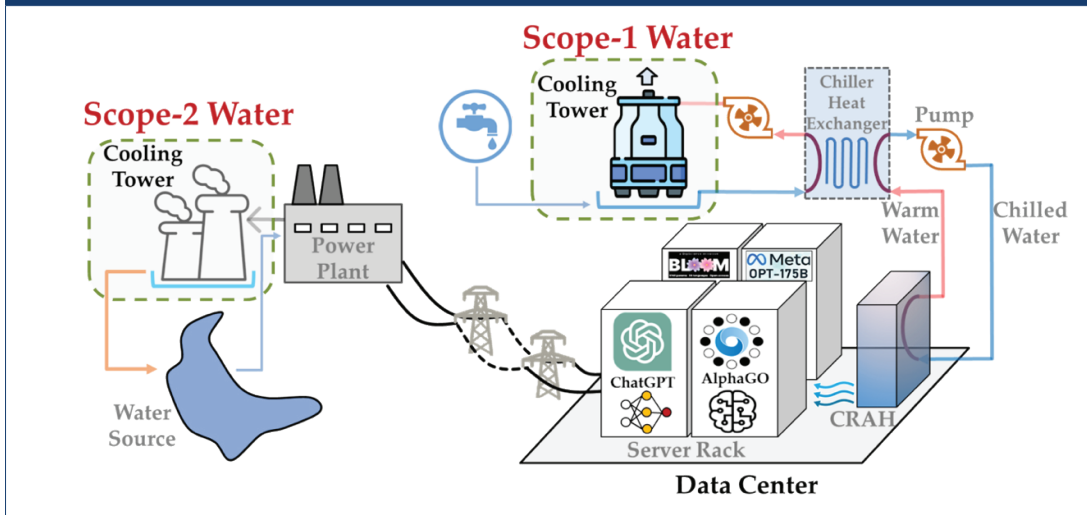 Scope-1 Water
Cooling
Tower
Chiller
Heat
Exchanger
Pump
Scope-2 Water
Cooling
Tower
Warm
Water
Chilled
Water
Power
Plant
BLOOM
Meta
OPT-175B
ChatGPT
AlphaGO
Water
Source
CRAH
Server Rack
Data Center